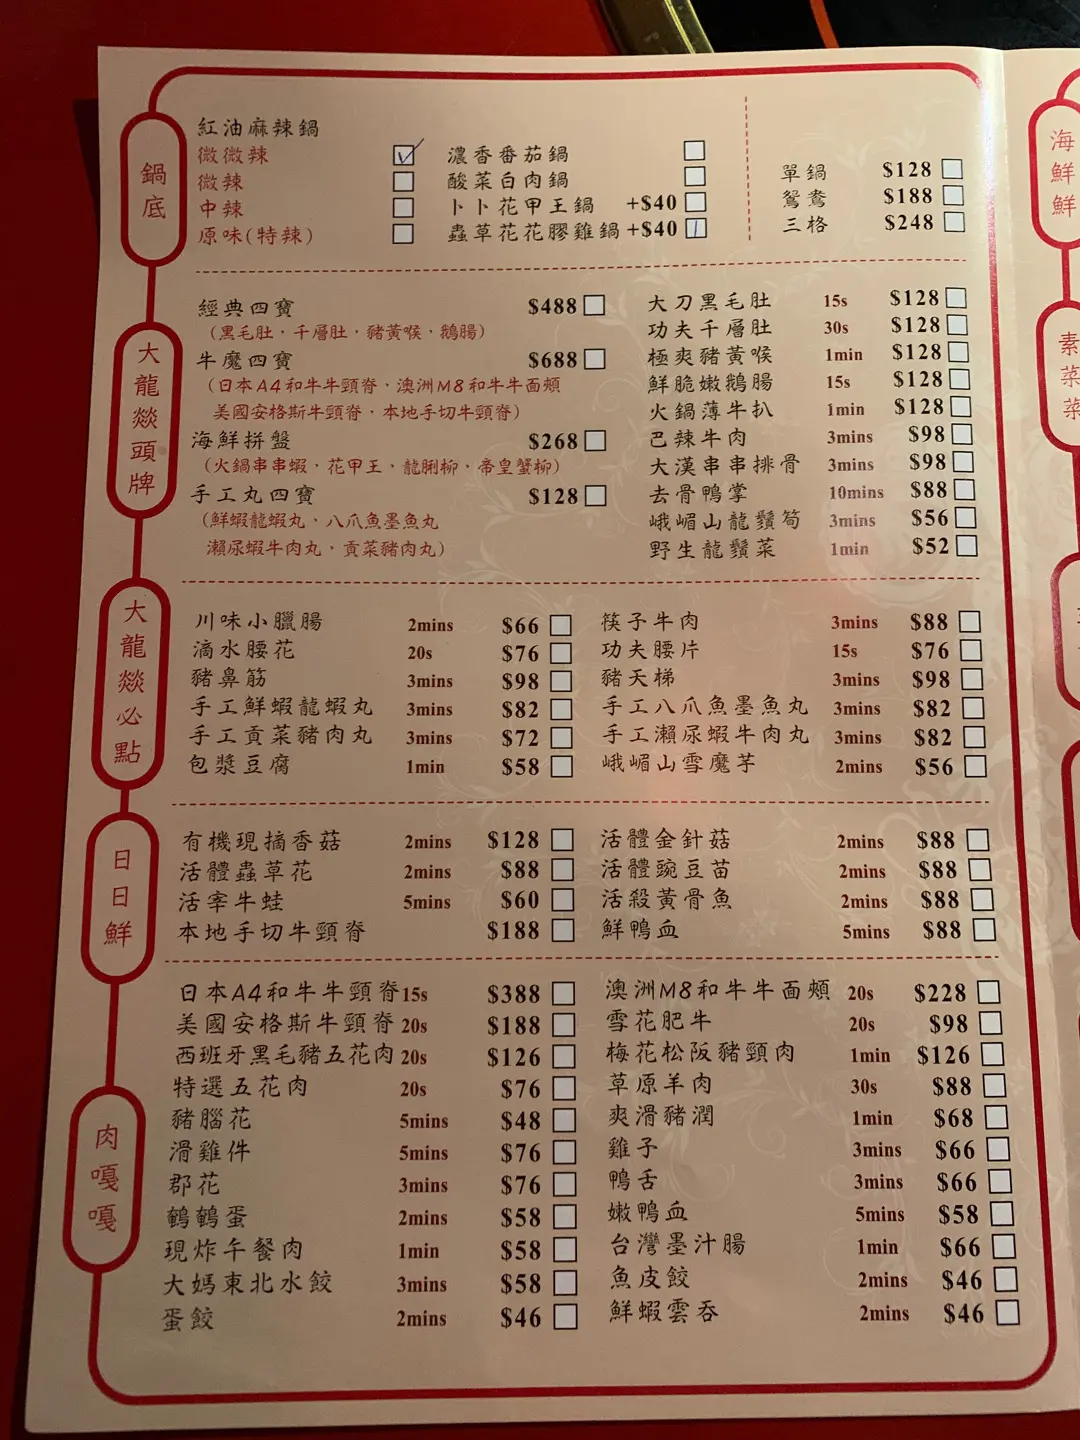 鍋底
紅油麻辣鍋
微微辣
微辣
中辣
原味(特辣)
濃香番茄鍋
酸菜白肉鍋
卜卜花甲王鍋 +$40
蟲草花花膠雞鍋 +$40
單鍋 $128
鴛鴦 $188
三格 $248
大龍燚頭牌
經典四寶 $488
(黑毛肚，千層肚，豬黃喉，鵝腸)
牛魔四寶 $688
(日本A4和牛牛頸脊，澳洲M8和牛牛面頰
美國安格斯牛頸脊，本地手切牛頸脊)
海鮮拼盤 $268
(火鍋串串蝦，花甲王，龍脷柳，帝皇蟹柳)
手工丸四寶 $128
(鮮蝦龍蝦丸，八爪魚墨魚丸
瀨尿蝦牛肉丸，貢菜豬肉丸)
大刀黑毛肚 15s $128
功夫千層肚 30s $128
極爽豬黃喉 1min $128
鮮脆嫩鵝腸 15s $128
火鍋薄牛扒 1min $128
巴辣牛肉 3mins $98
大漢串串排骨 3mins $98
去骨鴨掌 10mins $88
峨嵋山龍鬚筍 3mins $56
野生龍鬚菜 1min $52
大龍燚必點
川味小臘腸 2mins $66
滴水腰花 20s $76
豬鼻筋 3mins $98
手工鮮蝦龍蝦丸 3mins $82
手工貢菜豬肉丸 3mins $72
包漿豆腐 1min $58
筷子牛肉 3mins $88
功夫腰片 15s $76
豬天梯 3mins $98
手工八爪魚墨魚丸 3mins $82
手工瀨尿蝦牛肉丸 3mins $82
峨嵋山雪魔芋 2mins $56
日日鮮
有機現摘香菇 2mins $128
活體蟲草花 2mins $88
活宰牛蛙 5mins $60
本地手切牛頸脊 $188
活體金針菇 2mins $88
活體豌豆苗 2mins $88
活殺黃骨魚 2mins $88
鮮鴨血 5mins $88
肉嘎嘎
日本A4和牛牛頸脊 15s $388
美國安格斯牛頸脊 20s $188
西班牙黑毛豬五花肉 20s $126
特選五花肉 20s $76
豬腦花 5mins $48
滑雞件 5mins $76
郡花 3mins $76
鵪鶉蛋 2mins $58
現炸午餐肉 1min $58
大媽東北水餃 3mins $58
蛋餃 2mins $46
澳洲M8和牛牛面頰 20s $228
雪花肥牛 20s $98
梅花松阪豬頸肉 1min $126
草原羊肉 30s $88
爽滑豬潤 1min $68
雞子 3mins $66
鴨舌 3mins $66
嫩鴨血 5mins $58
台灣墨汁腸 1min $66
魚皮餃 2mins $46
鮮蝦雲吞 2mins $46
海鮮鮮
素菜菜